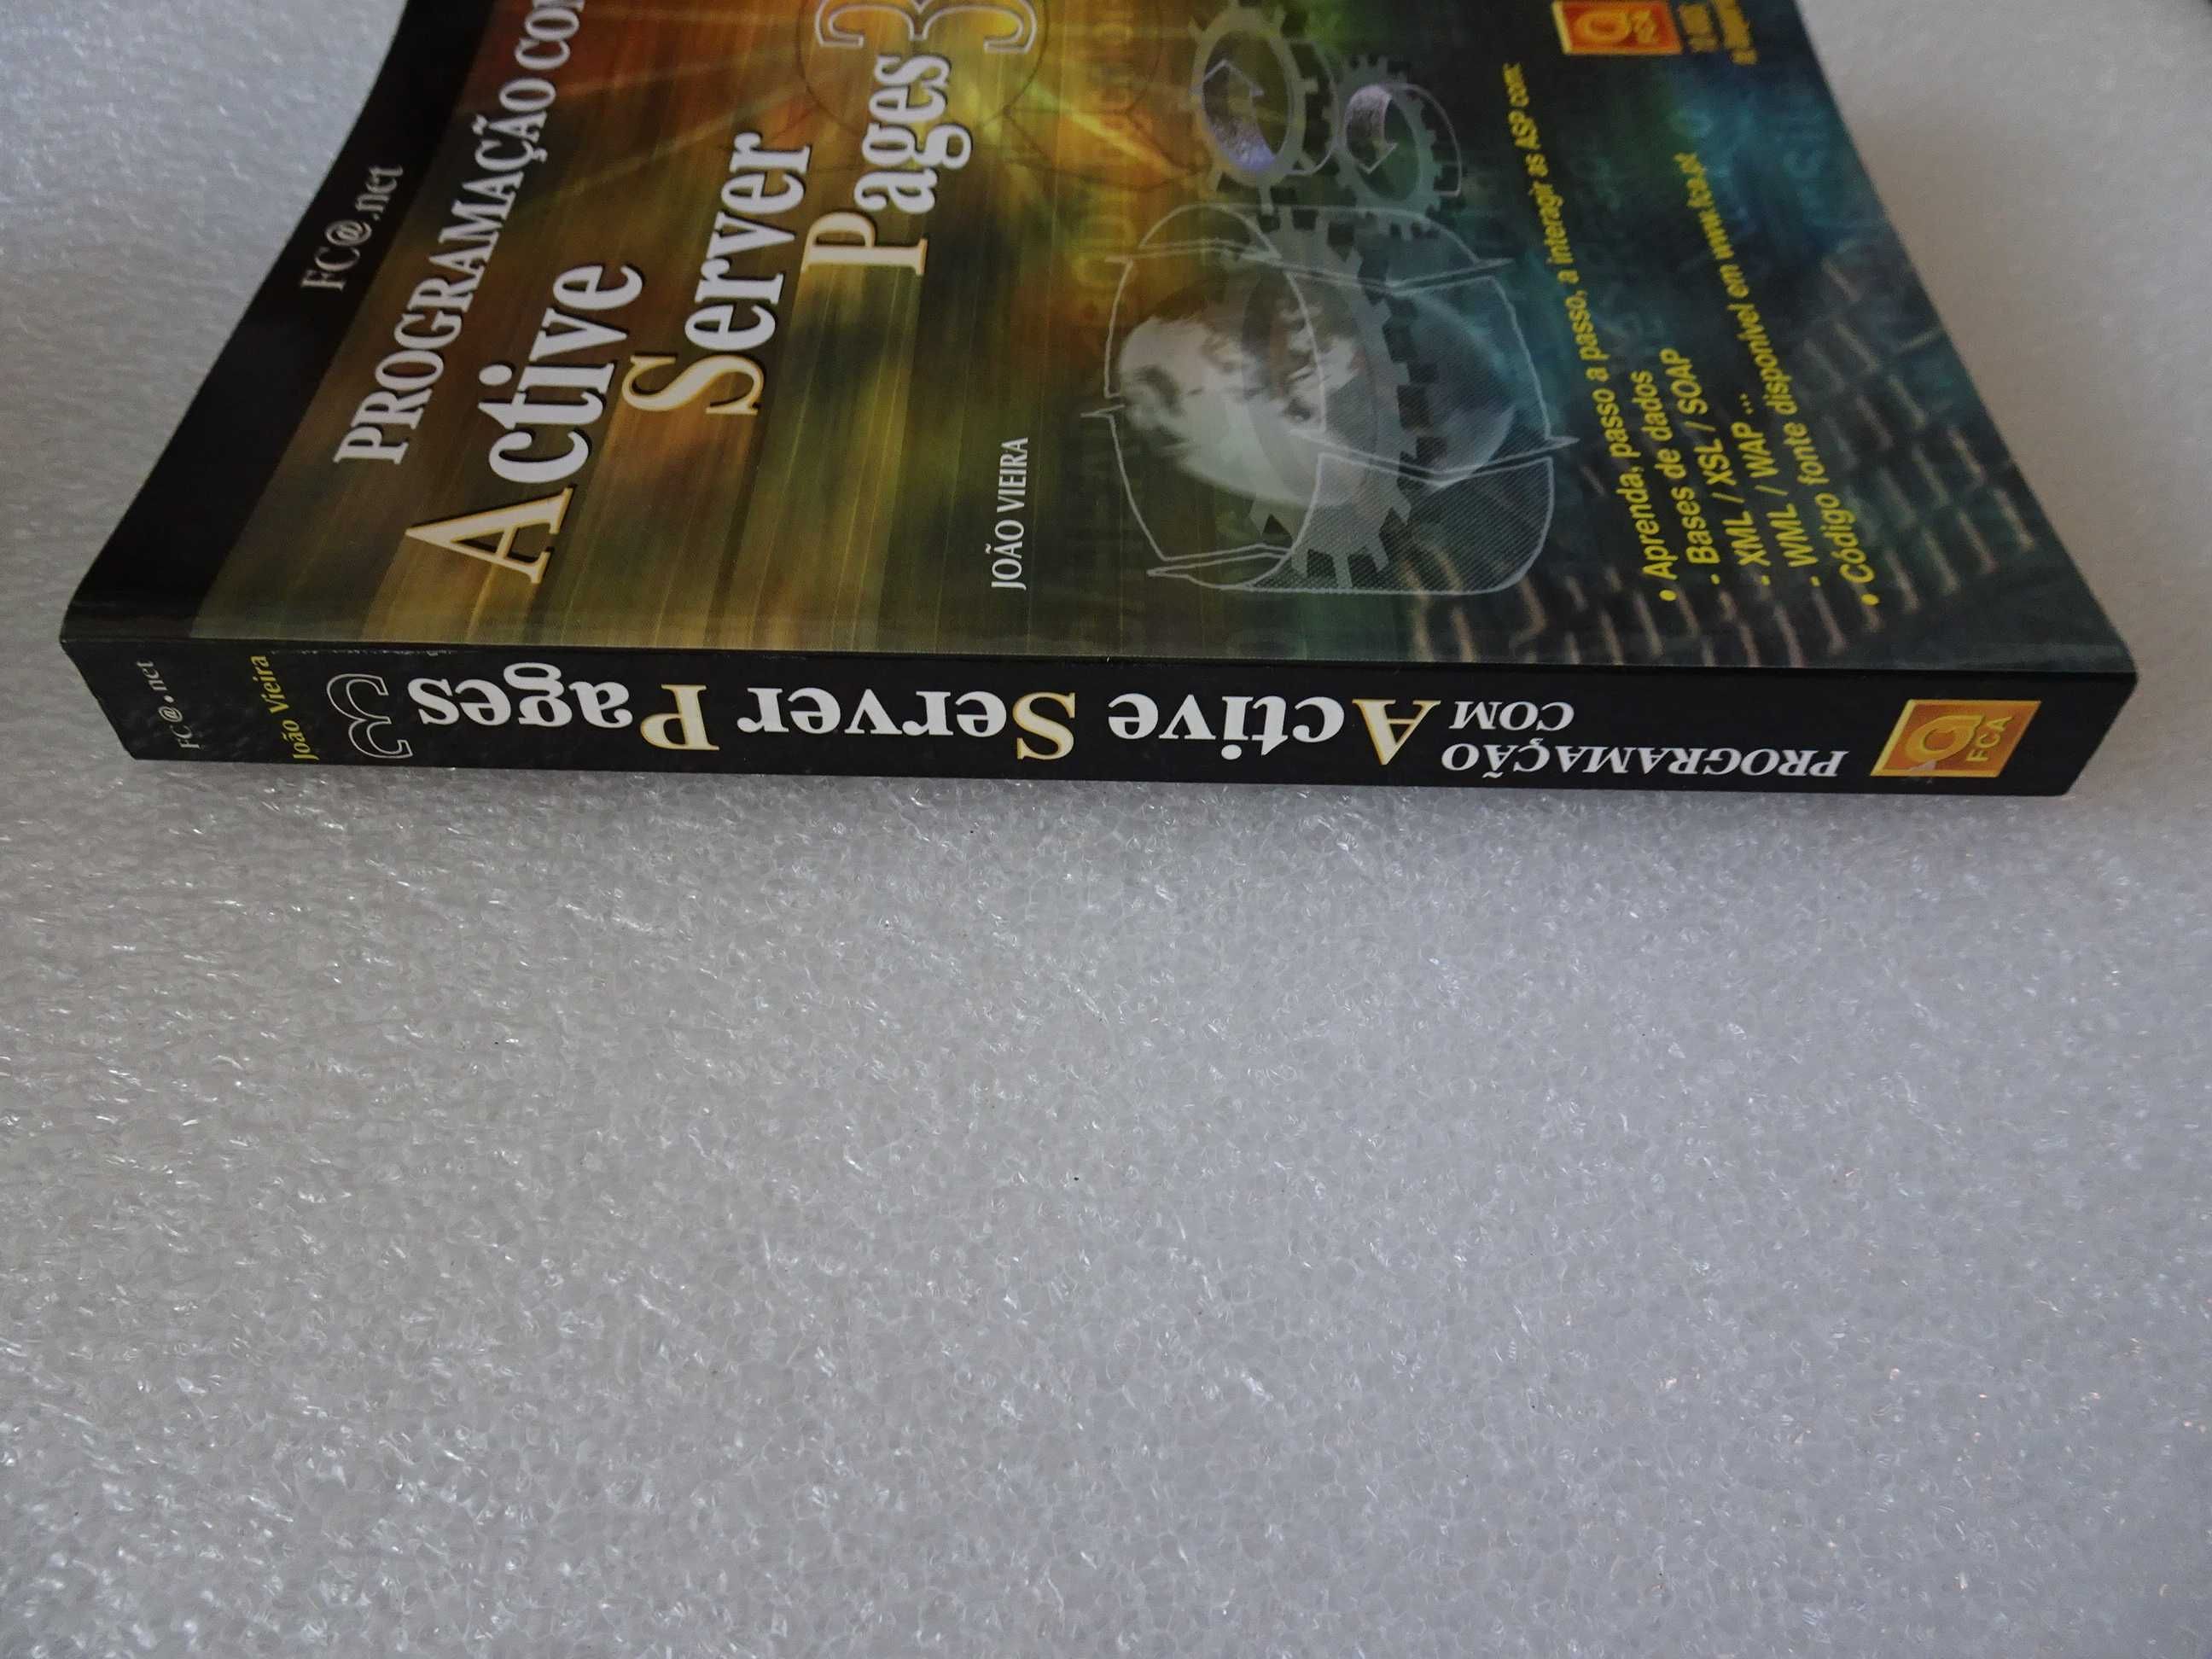 FC@.net
PROGRAMAÇÃO COM
Active
Server
Pages 3
JOÃO VIEIRA
• Aprenda, passo a passo, a interagir as ASP com:
- Bases de dados
- XML / XSL / SOAP
- WML / WAP ...
• Código fonte disponível em www.fca.pt
FCA
FCA
PROGRAMAÇÃO
COM
Active Server Pages 3
João Vieira
FC@.net